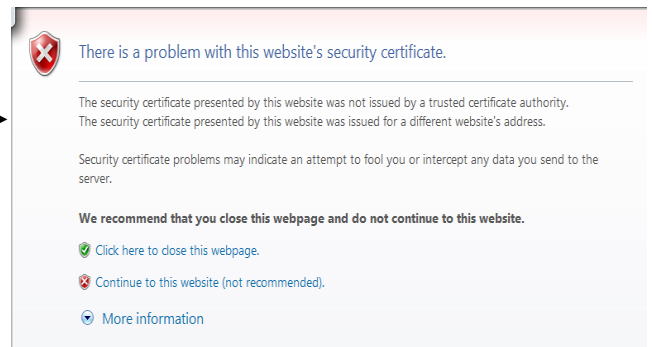 There is a problem with this website's security certificate.
The security certificate presented by this website was not issued by a trusted certificate authority.
The security certificate presented by this website was issued for a different website's address.
Security certificate problems may indicate an attempt to fool you or intercept any data you send to the
server.
We recommend that you close this webpage and do not continue to this website.
Click here to close this webpage.
Continue to this website (not recommended).
More information